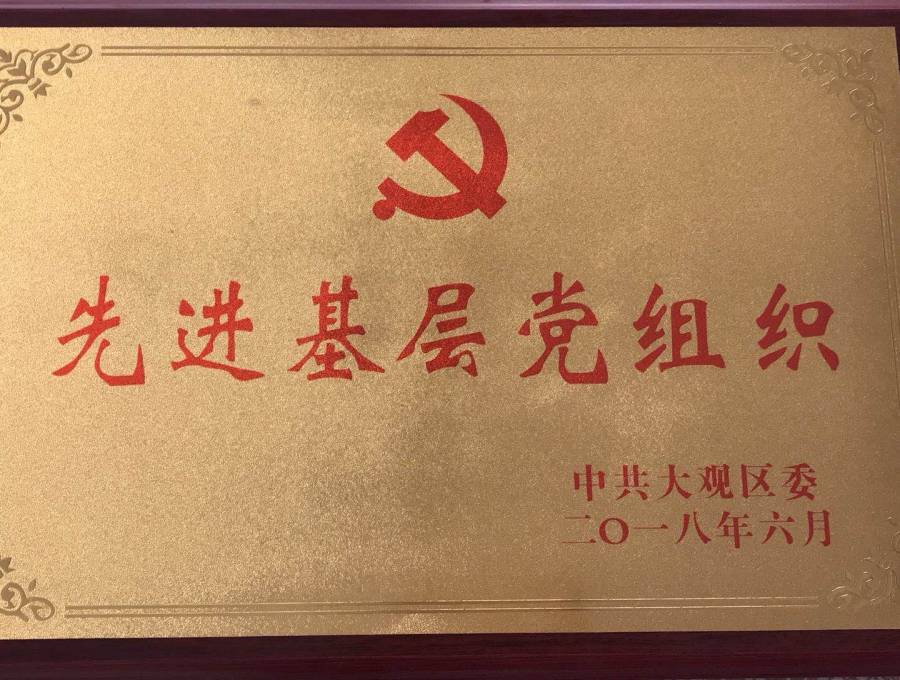 先进基层党组织
中共大观区委
二〇一八年六月